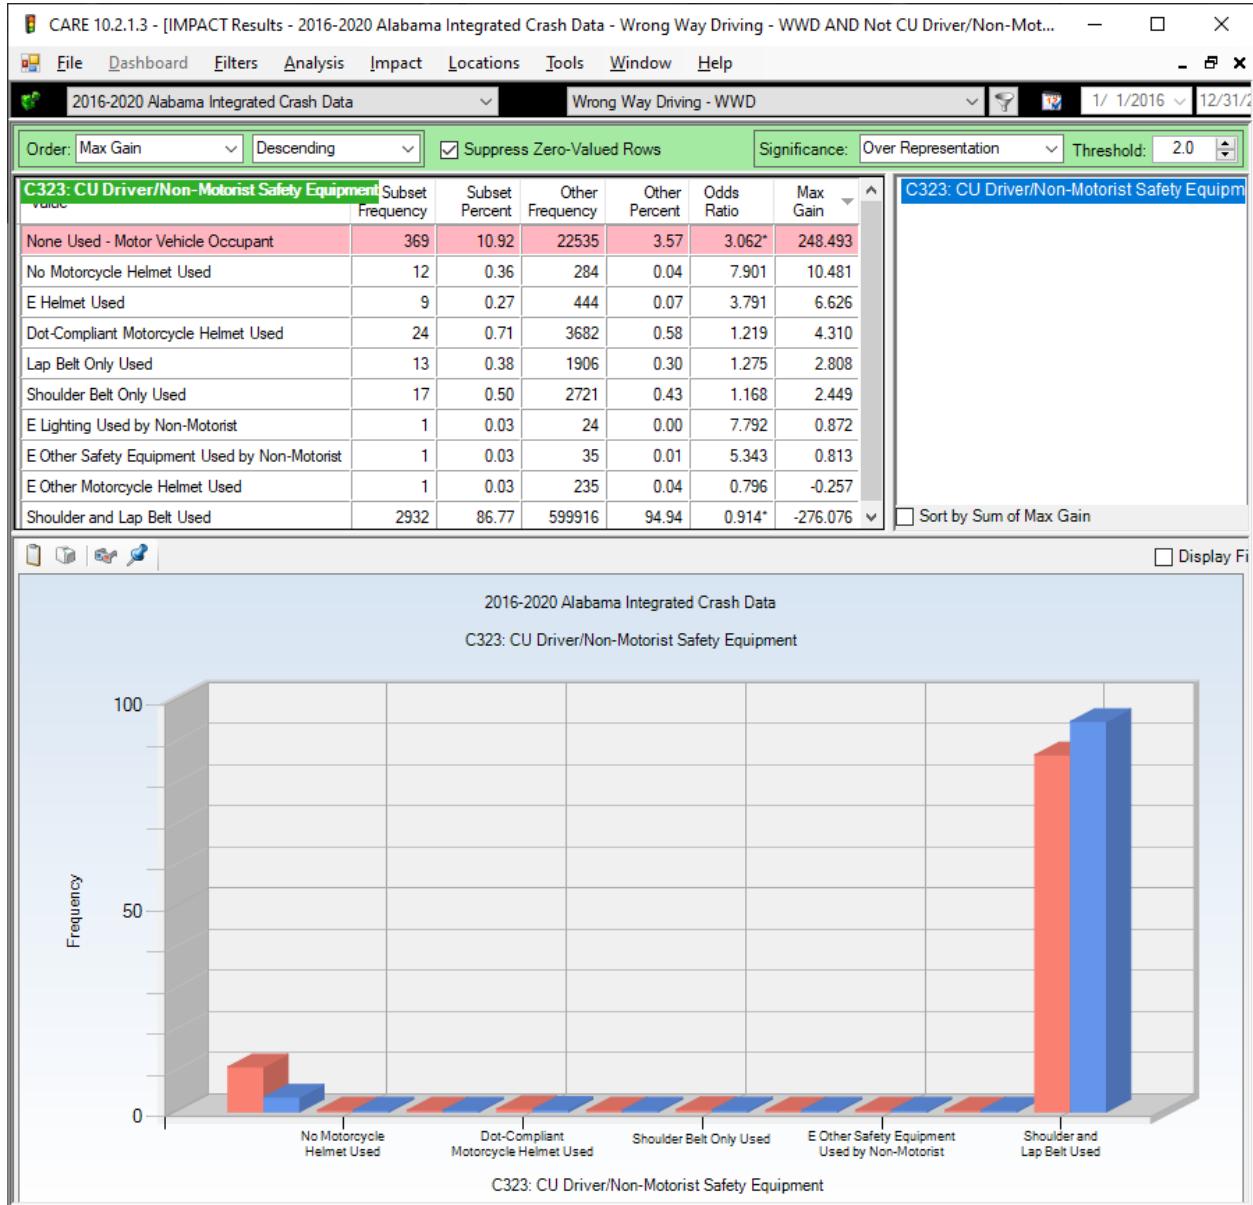 CARE 10.2.1.3 - [IMPACT Results - 2016-2020 Alabama Integrated Crash Data - Wrong Way Driving - WWD AND Not CU Driver/Non-Mot...
File Dashboard Filters Analysis Impact Locations Tools Window Help
2016-2020 Alabama Integrated Crash Data Wrong Way Driving - WWD 1/ 1/2016 12/31/2
Order: Max Gain Descending Suppress Zero-Valued Rows Significance: Over Representation Threshold: 2.0
C323: CU Driver/Non-Motorist Safety Equipment Subset Frequency Subset Percent Other Frequency Other Percent Odds Ratio Max Gain
None Used - Motor Vehicle Occupant 369 10.92 22535 3.57 3.062* 248.493
No Motorcycle Helmet Used 12 0.36 284 0.04 7.901 10.481
E Helmet Used 9 0.27 444 0.07 3.791 6.626
Dot-Compliant Motorcycle Helmet Used 24 0.71 3682 0.58 1.219 4.310
Lap Belt Only Used 13 0.38 1906 0.30 1.275 2.808
Shoulder Belt Only Used 17 0.50 2721 0.43 1.168 2.449
E Lighting Used by Non-Motorist 1 0.03 24 0.00 7.792 0.872
E Other Safety Equipment Used by Non-Motorist 1 0.03 35 0.01 5.343 0.813
E Other Motorcycle Helmet Used 1 0.03 235 0.04 0.796 -0.257
Shoulder and Lap Belt Used 2932 86.77 599916 94.94 0.914* -276.076
C323: CU Driver/Non-Motorist Safety Equipm
Sort by Sum of Max Gain
Display Fi
2016-2020 Alabama Integrated Crash Data
C323: CU Driver/Non-Motorist Safety Equipment
100
50
0
Frequency
No Motorcycle Helmet Used
Dot-Compliant Motorcycle Helmet Used
Shoulder Belt Only Used
E Other Safety Equipment Used by Non-Motorist
Shoulder and Lap Belt Used
C323: CU Driver/Non-Motorist Safety Equipment